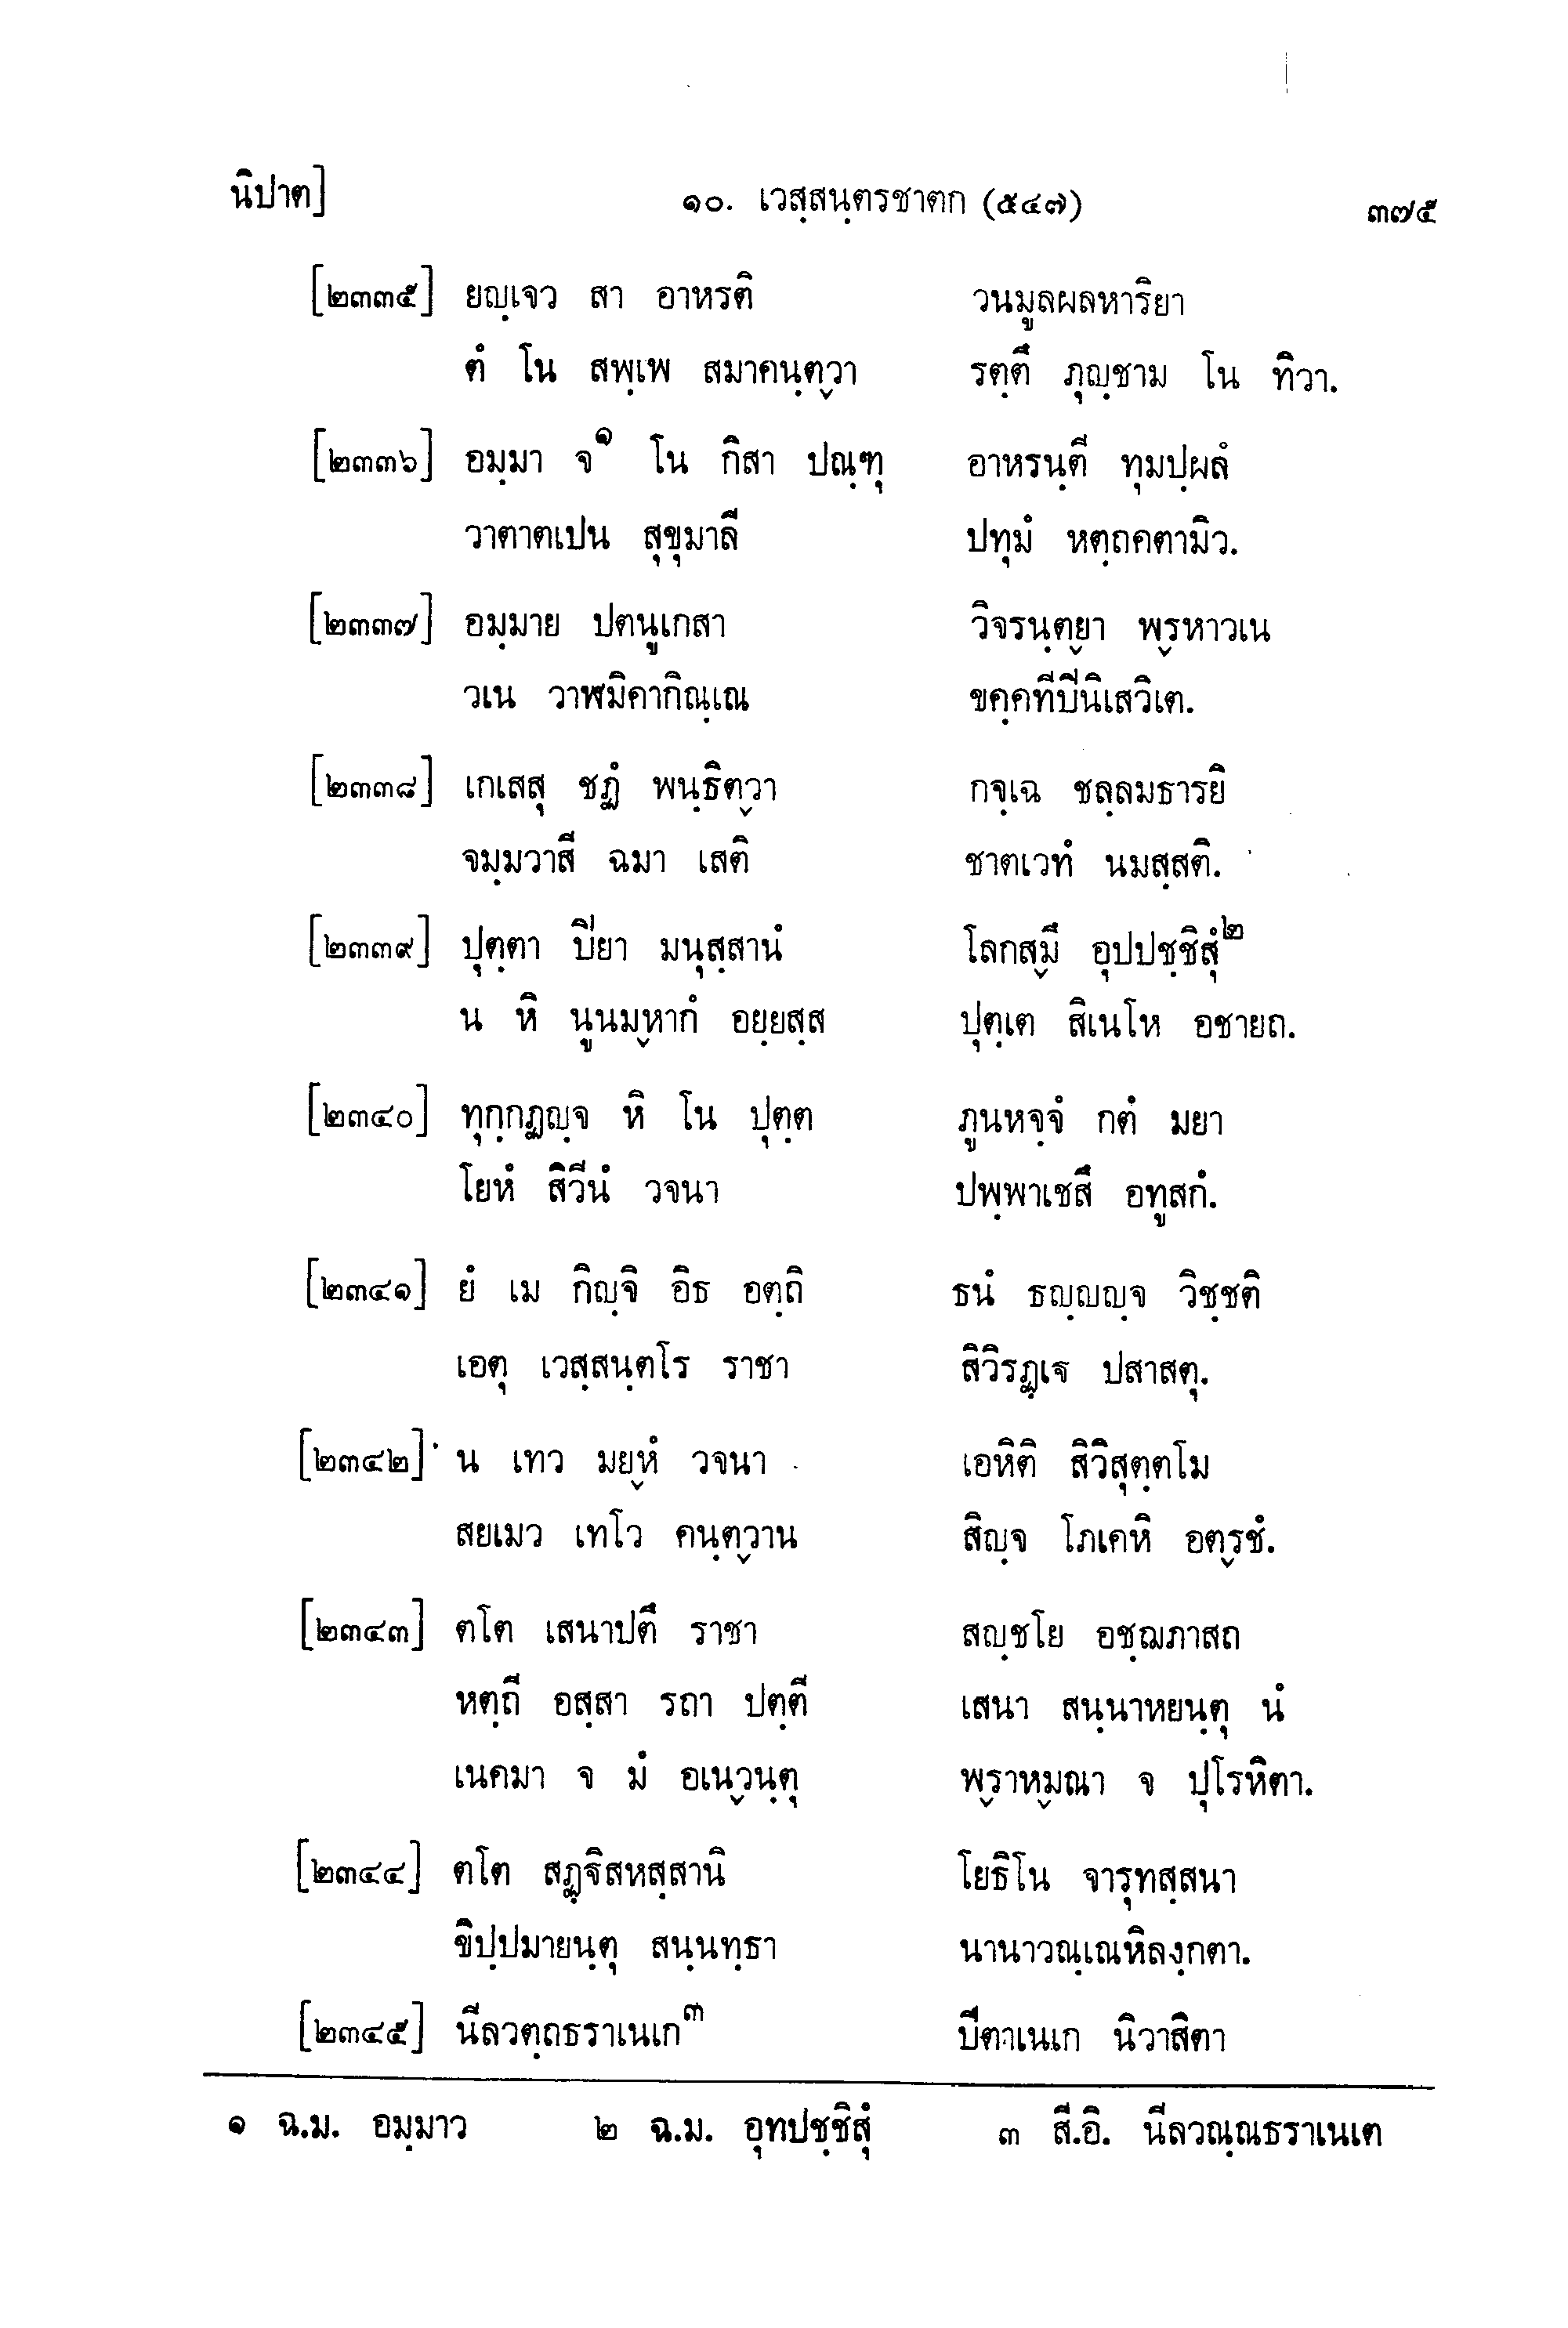 นิปาต] ๑๐. เวสฺสนฺตรชาตก (๕๔๗) ๓๗๕
[๒๓๓๕] ยญฺเจว สา อาหรติ วนมูลผลหาริยา
ตํ โน สพฺเพ สมาคนฺตฺวา รตฺตึ ภุญฺชาม โน ทิวา.
[๒๓๓๖] อมฺมา จ๑ โน กิสา ปณฺฑุ อาหรนฺตี ทุมปฺผลํ
วาตาตเปน สุขุมาลี ปทุมํ หตฺถคตามิว.
[๒๓๓๗] อมฺมาย ปตนูเกสา วิจรนฺตฺยา พฺรหาวเน
วเน วาฬมิคากิณฺเณ ขคฺคทีปินิเสวิเต.
[๒๓๓๘] เกเสสุ ชฏํ พนฺธิตฺวา กจฺเฉ ชลฺลมธารยิ
จมฺมวาสี ฉมา เสติ ชาตเวทํ นมสฺสติ.
[๒๓๓๙] ปุตฺตา ปิยา มนุสฺสานํ โลกสฺมึ อุปปชฺชิสุํ๒
น หิ นูนมฺหากํ อยฺยสฺส ปุตฺเต สิเนโห อชายถ.
[๒๓๔๐] ทุกฺกฏญฺจ หิ โน ปุตฺต ภูนหจฺจํ กตํ มยา
โยหํ สิวีนํ วจนา ปพฺพาเชสึ อทูสกํ.
[๒๓๔๑] ยํ เม กิญฺจิ อิธ อตฺถิ ธนํ ธญฺญญฺจ วิชฺชติ
เอตุ เวสฺสนฺตโร ราชา สิวิรฏฺเฐ ปสาสตุ.
[๒๓๔๒] น เทว มยฺหํ วจนา เอหิติ สิวิสุตฺตโม
สยเมว เทโว คนฺตฺวาน สิญฺจ โภเคหิ อตฺรชํ.
[๒๓๔๓] ตโต เสนาปตึ ราชา สญฺชโย อชฺฌภาสถ
หตฺถี อสฺสา รถา ปตฺตี เสนา สนฺนาหยนฺตุ นํ
เนคมา จ มํ อเนฺวนฺตุ พฺราหฺมณา จ ปุโรหิตา.
[๒๓๔๔] ตโต สฏฺฐิสหสฺสานิ โยธิโน จารุทสฺสนา
ขิปฺปมายนฺตุ สนฺนทฺธา นานาวณฺเณหิลงฺกตา.
[๒๓๔๕] นีลวตฺถธราเนเก๓ ปีตาเนเก นิวาสิตา
๑ ฉ.ม. อมฺมาว ๒ ฉ.ม. อุทปชฺชิสุํ ๓ สี.อิ. นีลวณฺณธราเนเต